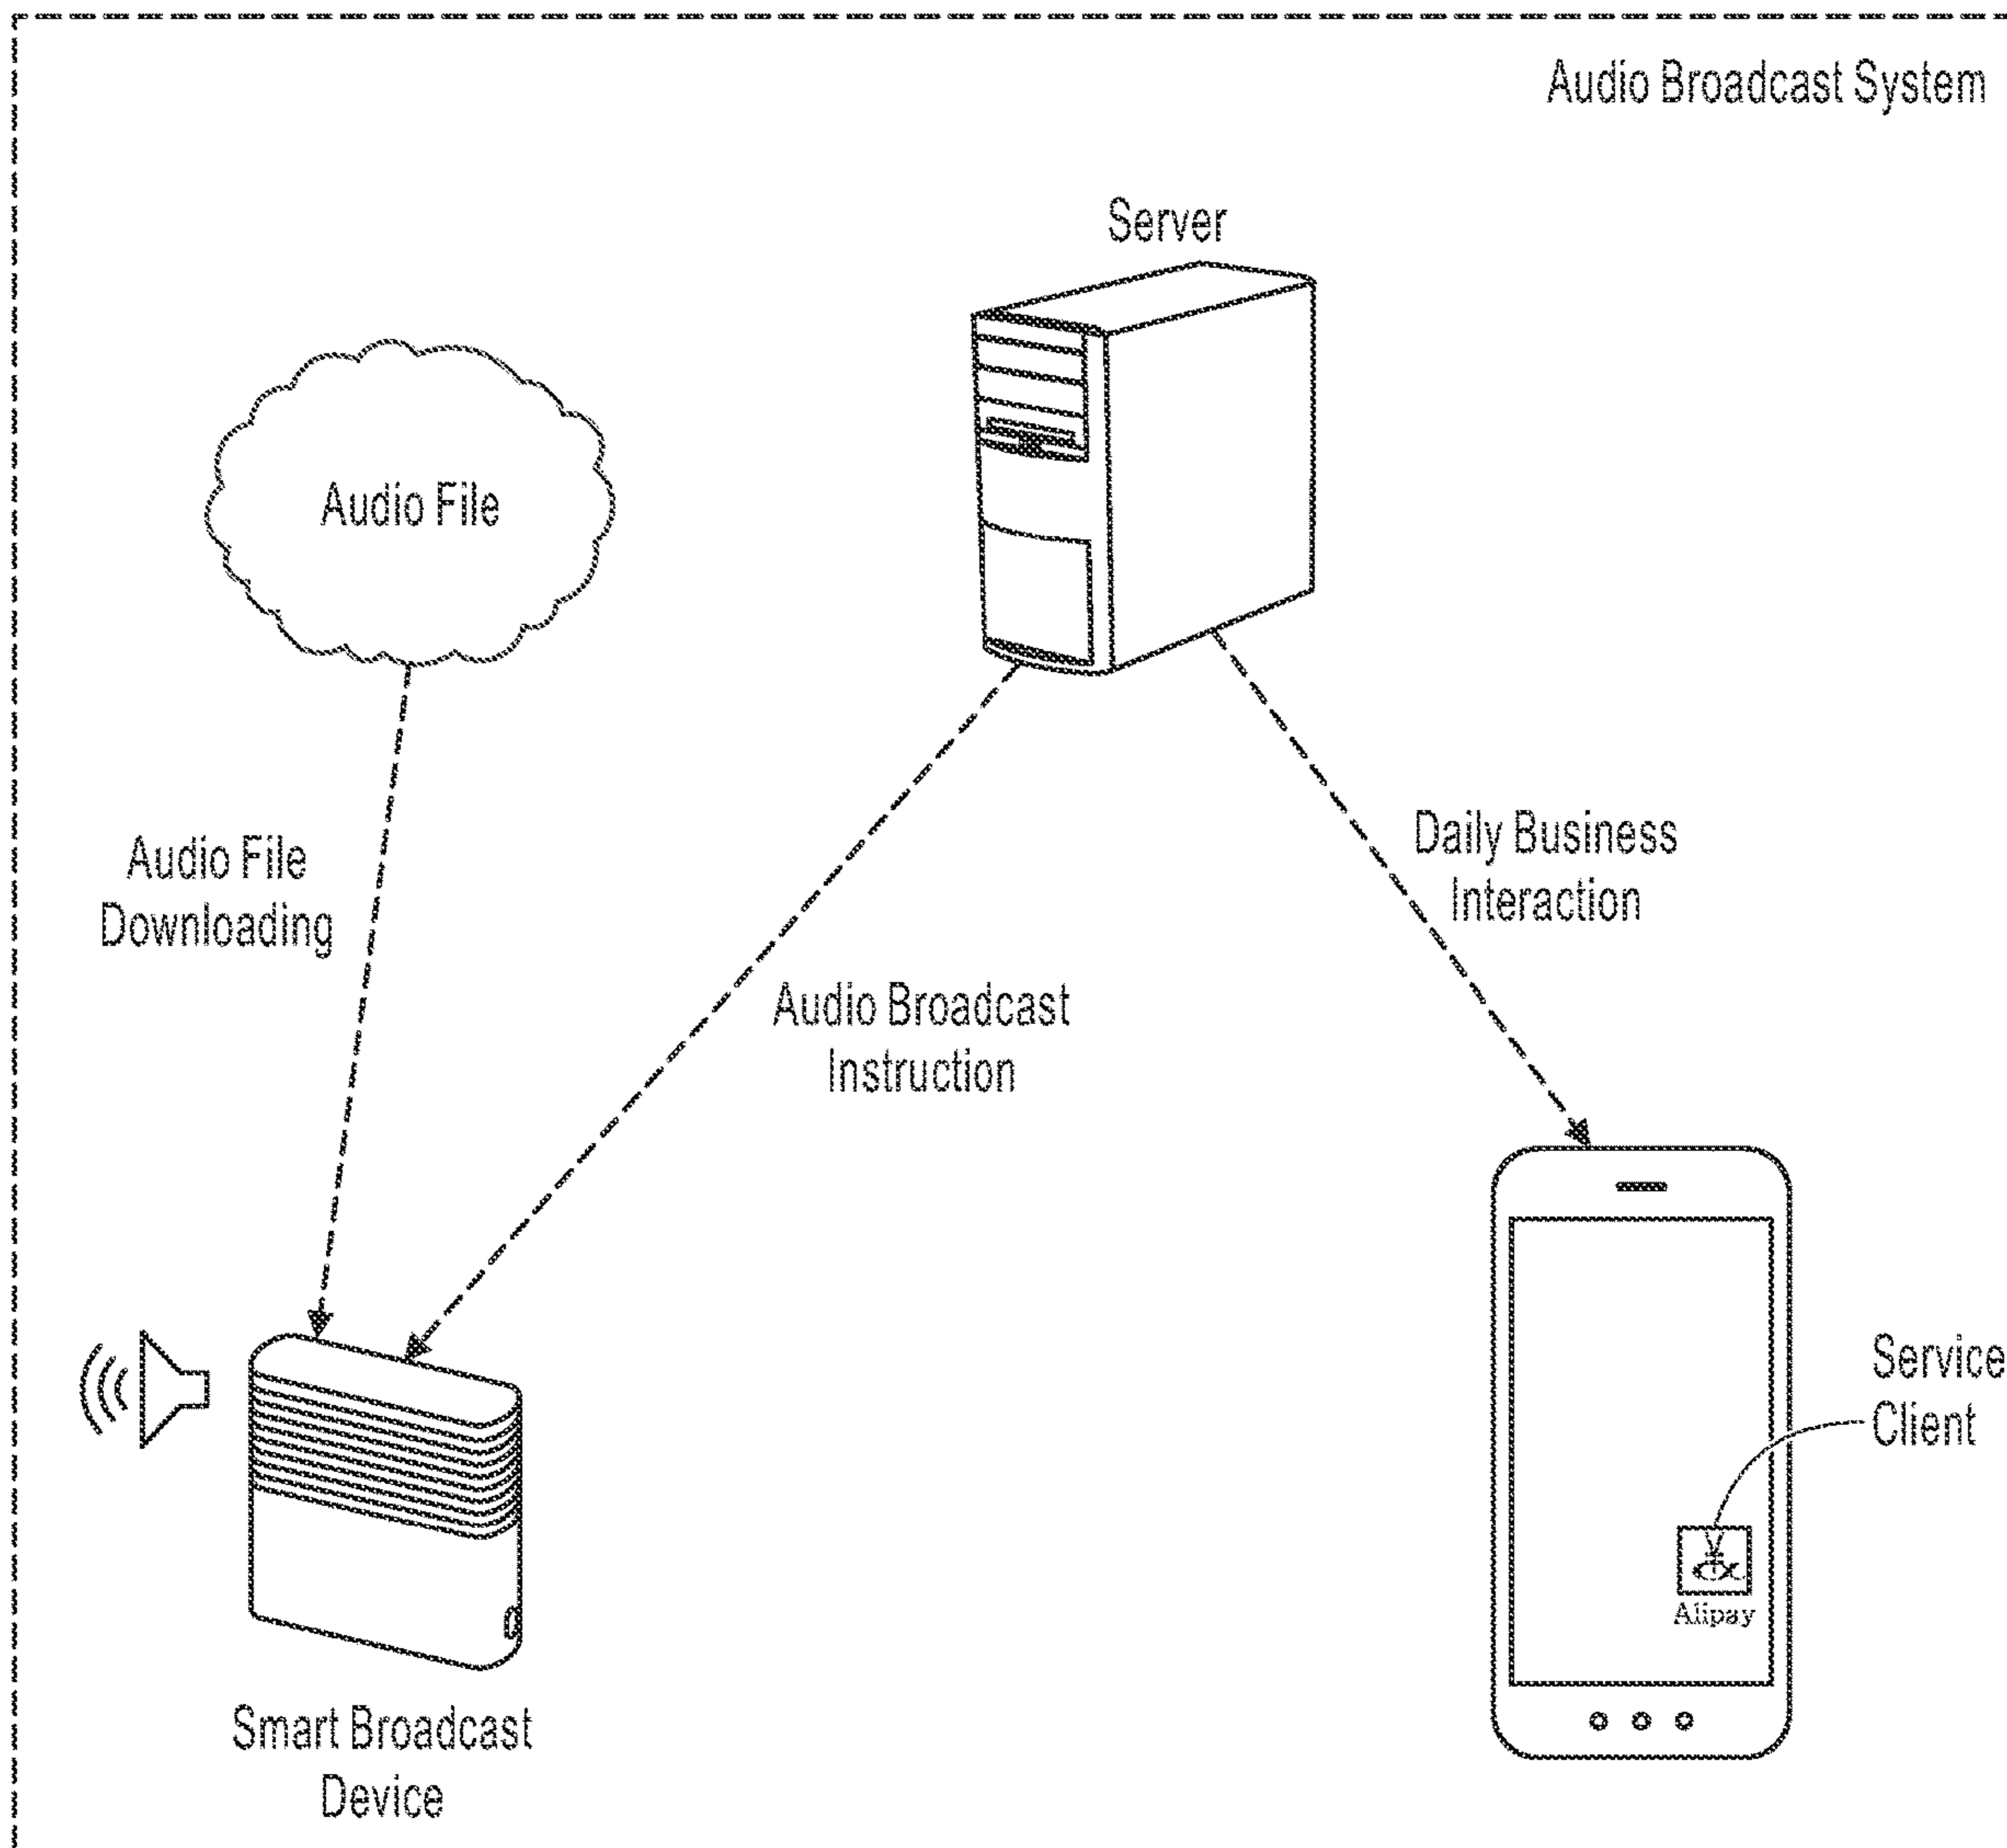 Audio Broadcast System
Server
Audio File
Audio File
Downloading
Daily Business
Interaction
Audio Broadcast
Instruction
Service
Client
Alipay
Smart Broadcast
Device